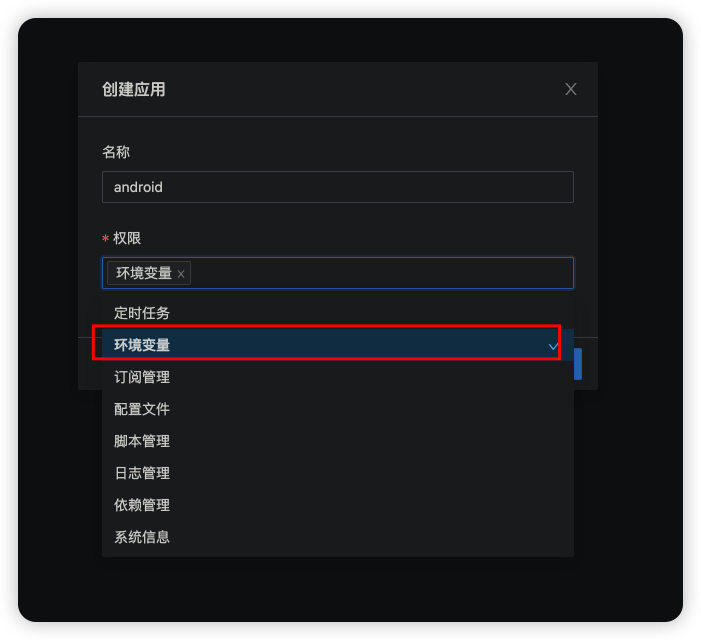 创建应用
名称
android
* 权限
环境变量
定时任务
环境变量
订阅管理
配置文件
脚本管理
日志管理
依赖管理
系统信息